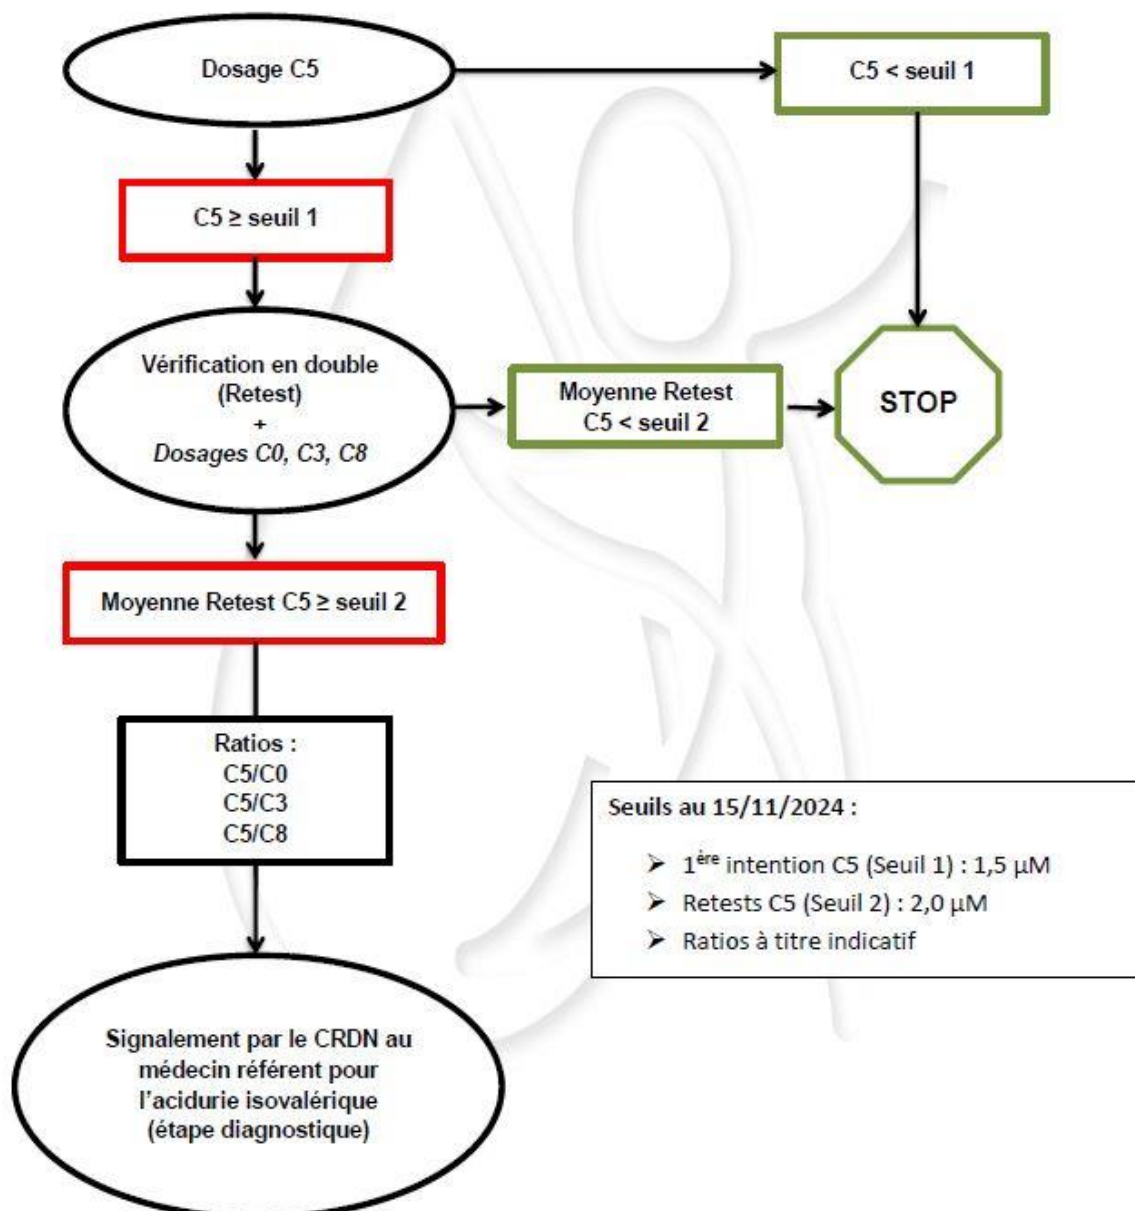 Dosage C5
C5 < seuil 1
C5 ≥ seuil 1
Vérification en double
(Retest)
+
Dosages C0, C3, C8
Moyenne Retest
C5 < seuil 2
STOP
Moyenne Retest C5 ≥ seuil 2
Ratios :
C5/C0
C5/C3
C5/C8
Seuils au 15/11/2024 :
➤ 1ère intention C5 (Seuil 1) : 1,5 µM
➤ Retests C5 (Seuil 2) : 2,0 µM
➤ Ratios à titre indicatif
Signalement par le CRDN au
médecin référent pour
l'acidurie isovalérique
(étape diagnostique)